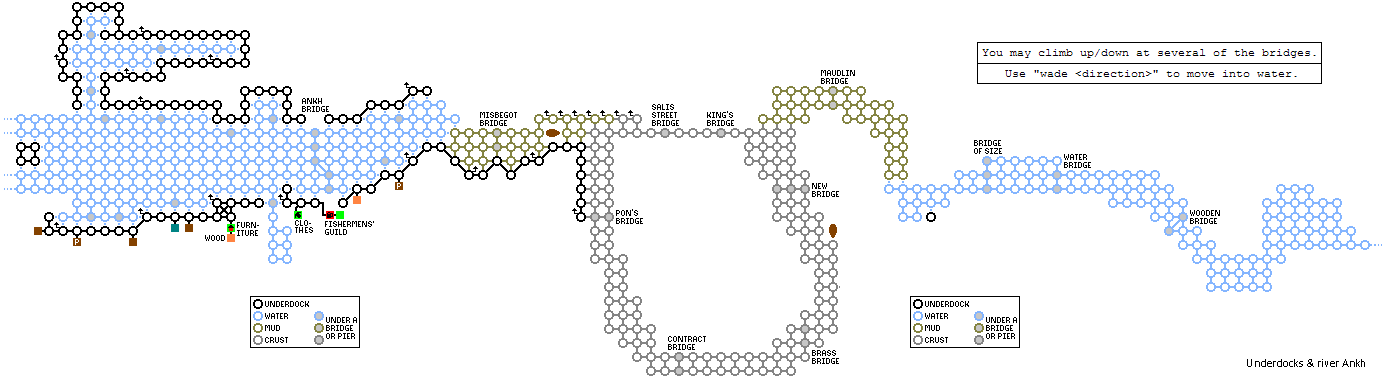 You may climb up/down at several of the bridges.
Use "wade <direction>" to move into water.
MAUDLIN
BRIDGE
ANKH
BRIDGE
MISBEGOT
BRIDGE
SALIS
STREET
BRIDGE
KING'S
BRIDGE
BRIDGE
OF SIZE
WATER
BRIDGE
NEW
BRIDGE
P
PON'S
BRIDGE
WOODEN
BRIDGE
FURN-
ITURE
WOOD
CLO-
THES
FISHERMENS'
GUILD
P
UNDERDOCK
WATER
MUD
CRUST
UNDER A
BRIDGE
OR PIER
CONTRACT
BRIDGE
BRASS
BRIDGE
UNDERDOCK
WATER
MUD
CRUST
UNDER A
BRIDGE
OR PIER
Underdocks & river Ankh